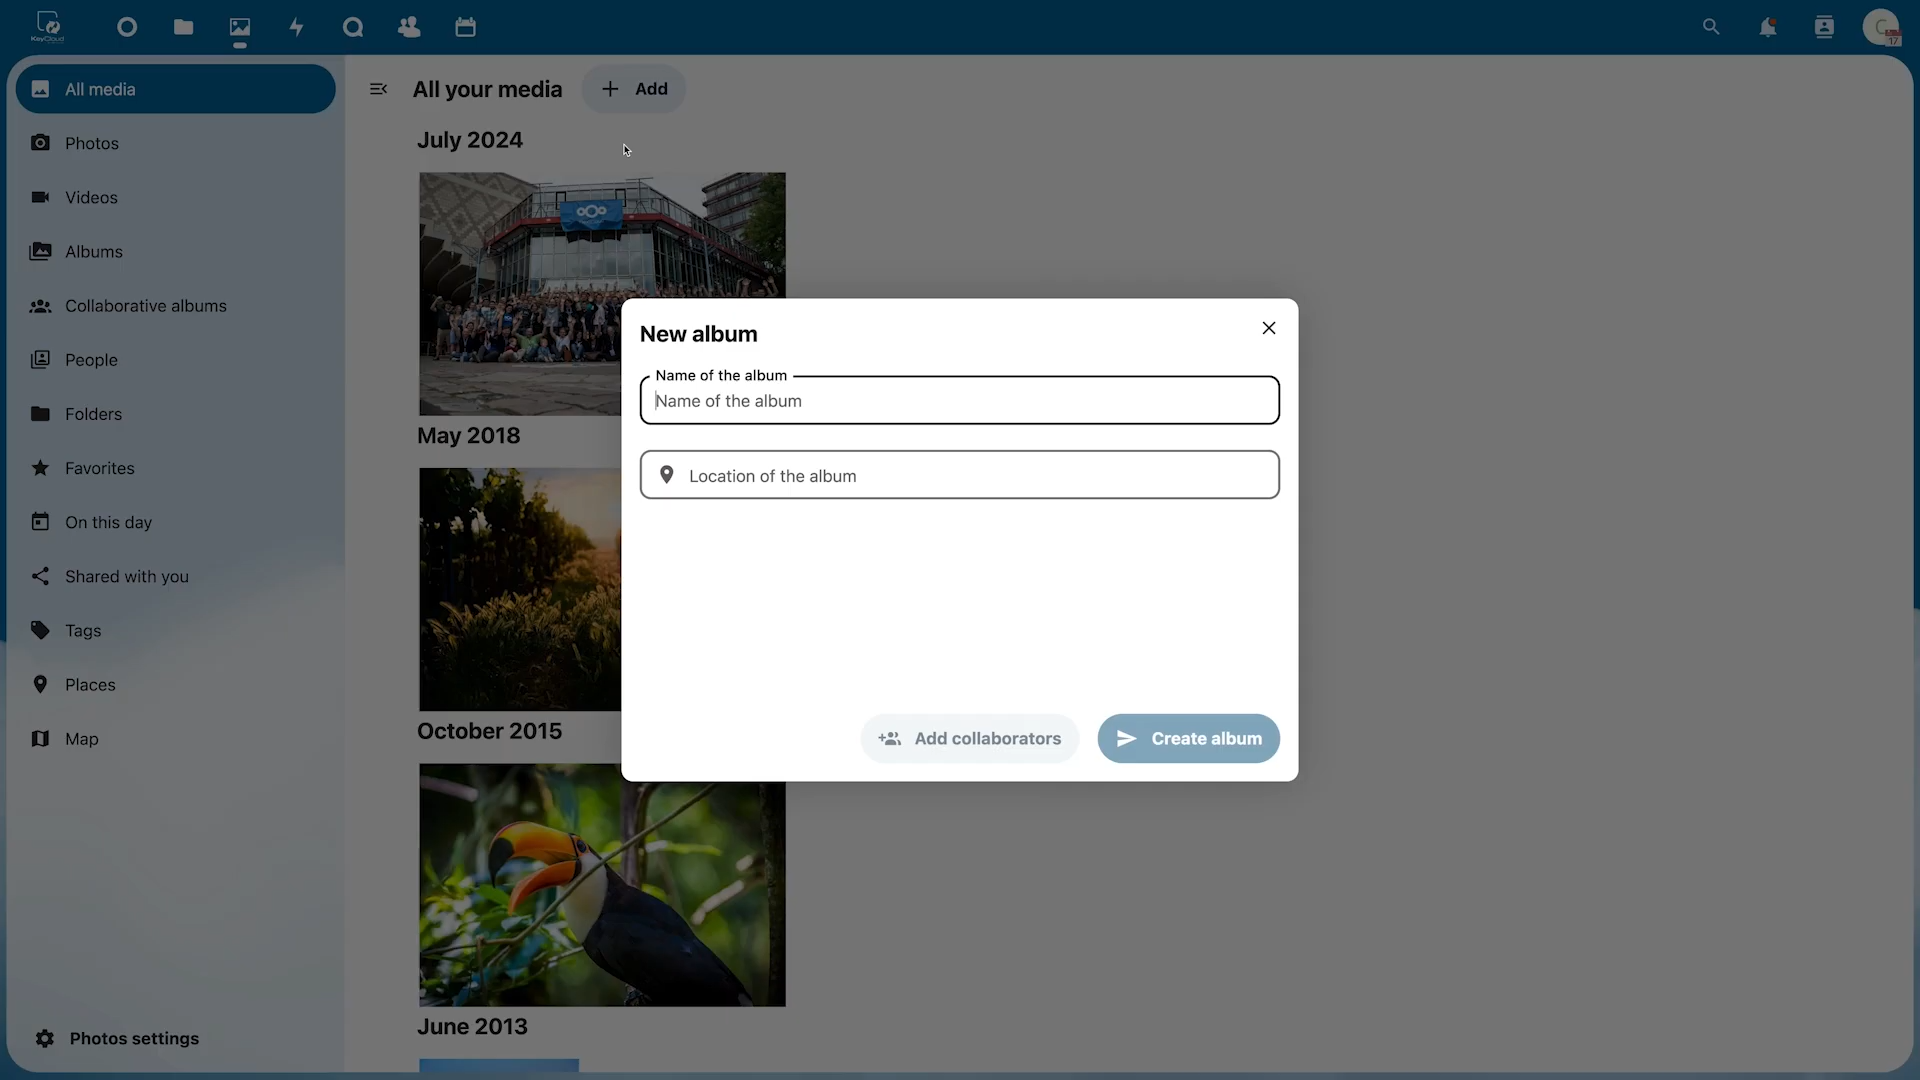 KeyCloud
17
All media
Photos
Videos
Albums
Collaborative albums
People
Folders
Favorites
On this day
Shared with you
Tags
Places
Map
Photos settings
All your media
Add
July 2024
May 2018
October 2015
June 2013
New album
Name of the album
Name of the album
Location of the album
Add collaborators
Create album